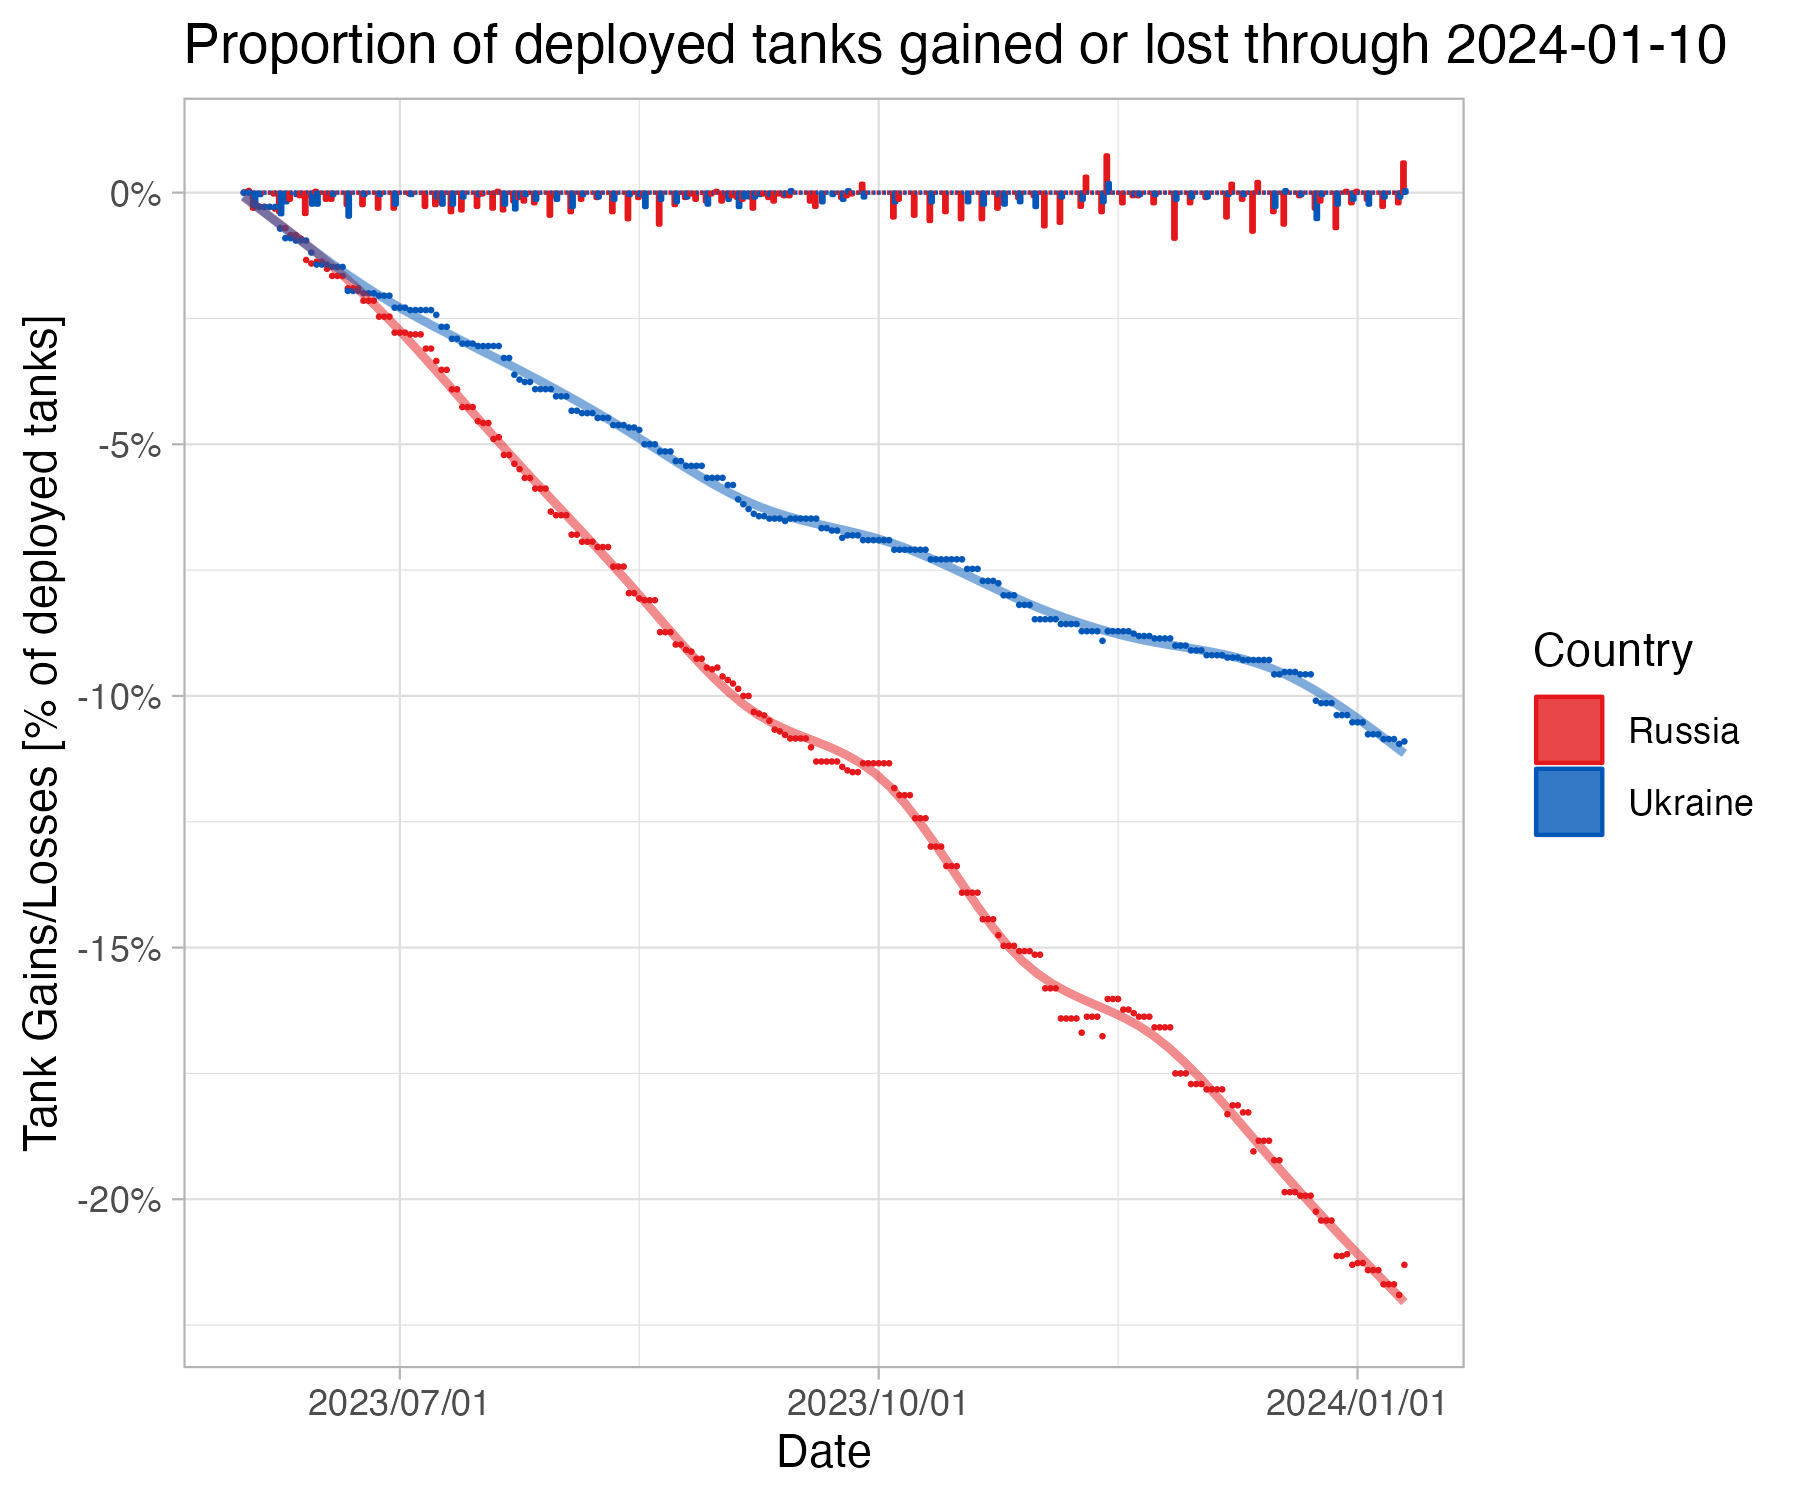 Proportion of deployed tanks gained or lost through 2024-01-10
Tank Gains/Losses [% of deployed tanks]
0%
-5%
-10%
-15%
-20%
2023/07/01
2023/10/01
2024/01/01
Date
Country
Russia
Ukraine